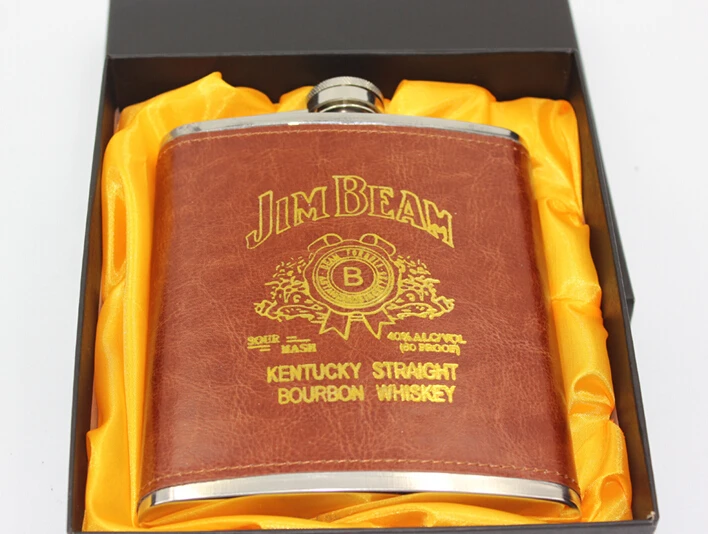 JIM BEAM
B
SOUR
MASH
40% ALC/VOL
(80 PROOF)
KENTUCKY STRAIGHT
BOURBON WHISKEY